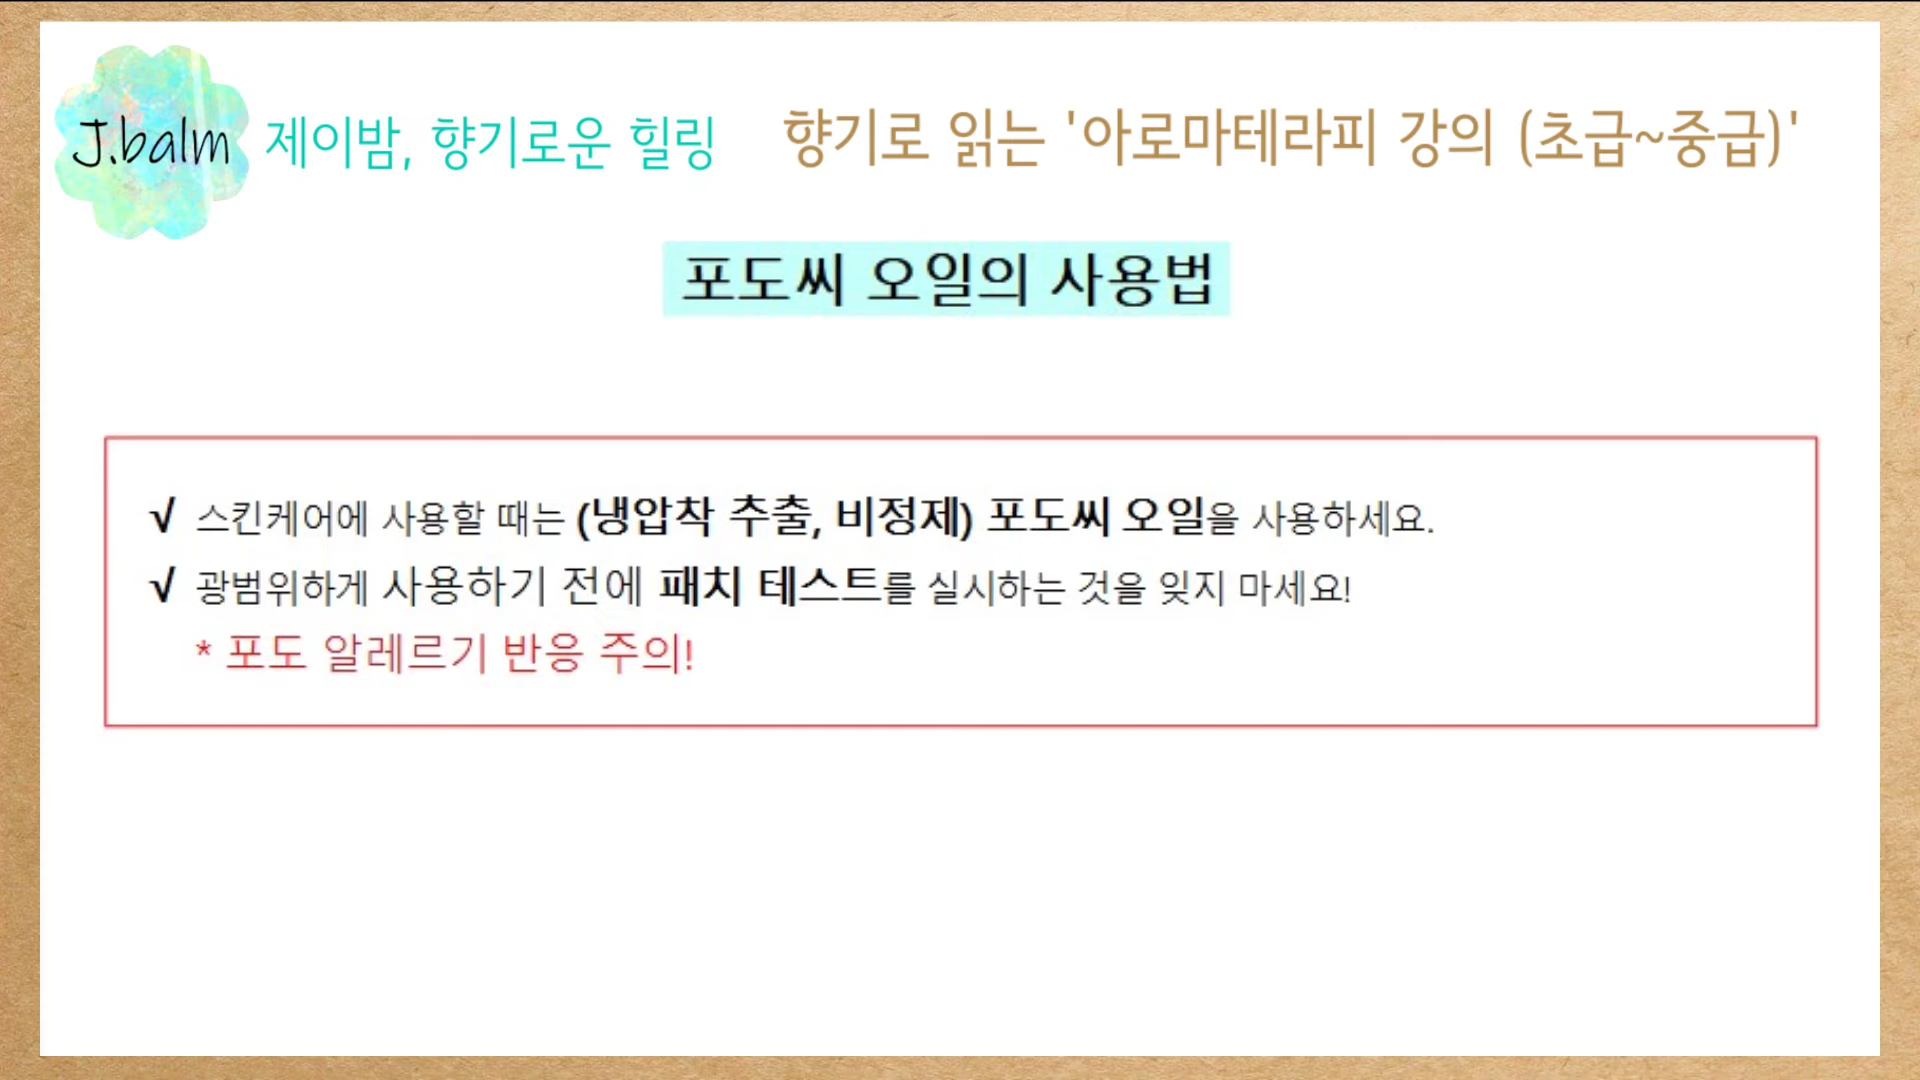 J.balm 제이밤, 향기로운 힐링 향기로 읽는 '아로마테라피 강의 (초급~중급)'
포도씨 오일의 사용법
√ 스킨케어에 사용할 때는 (냉압착 추출, 비정제) 포도씨 오일을 사용하세요.
√ 광범위하게 사용하기 전에 패치 테스트를 실시하는 것을 잊지 마세요!
* 포도 알레르기 반응 주의!